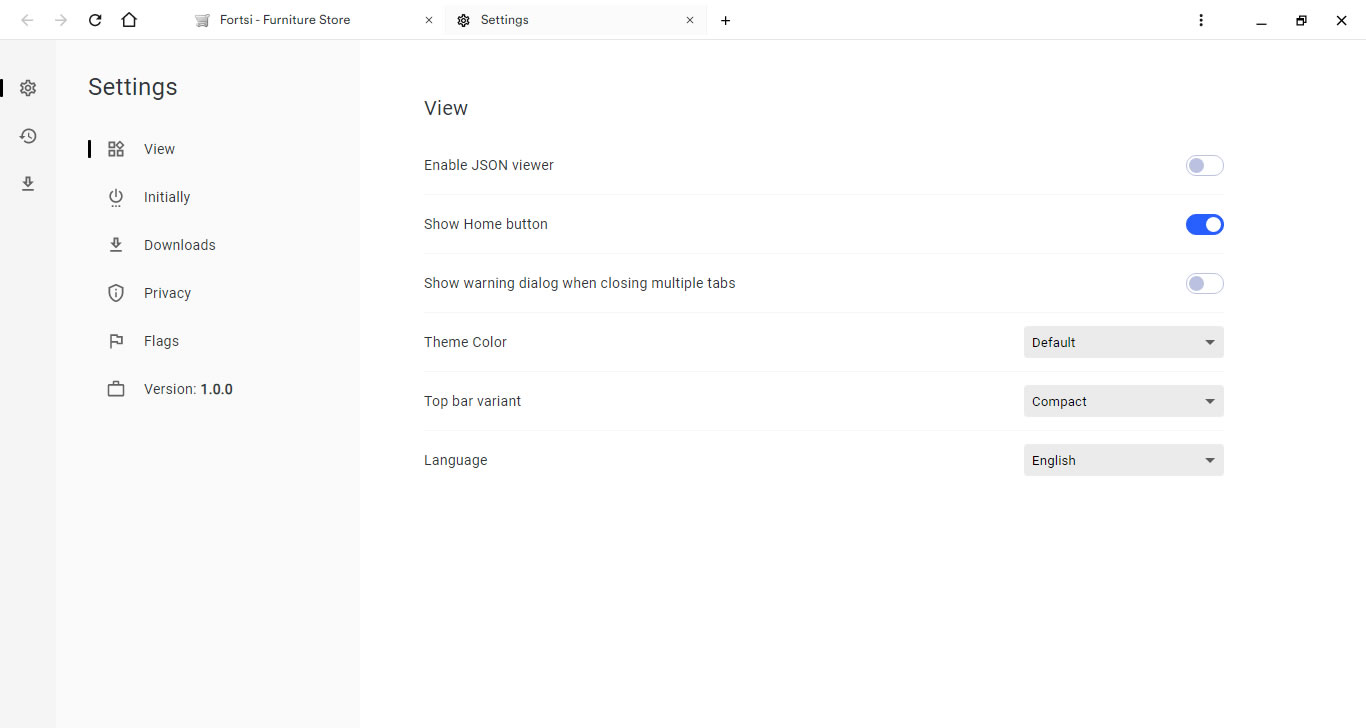 Fortsi - Furniture Store
Settings
Settings
View
Initially
Downloads
Privacy
Flags
Version: 1.0.0
View
Enable JSON viewer
Show Home button
Show warning dialog when closing multiple tabs
Theme Color
Default
Top bar variant
Compact
Language
English